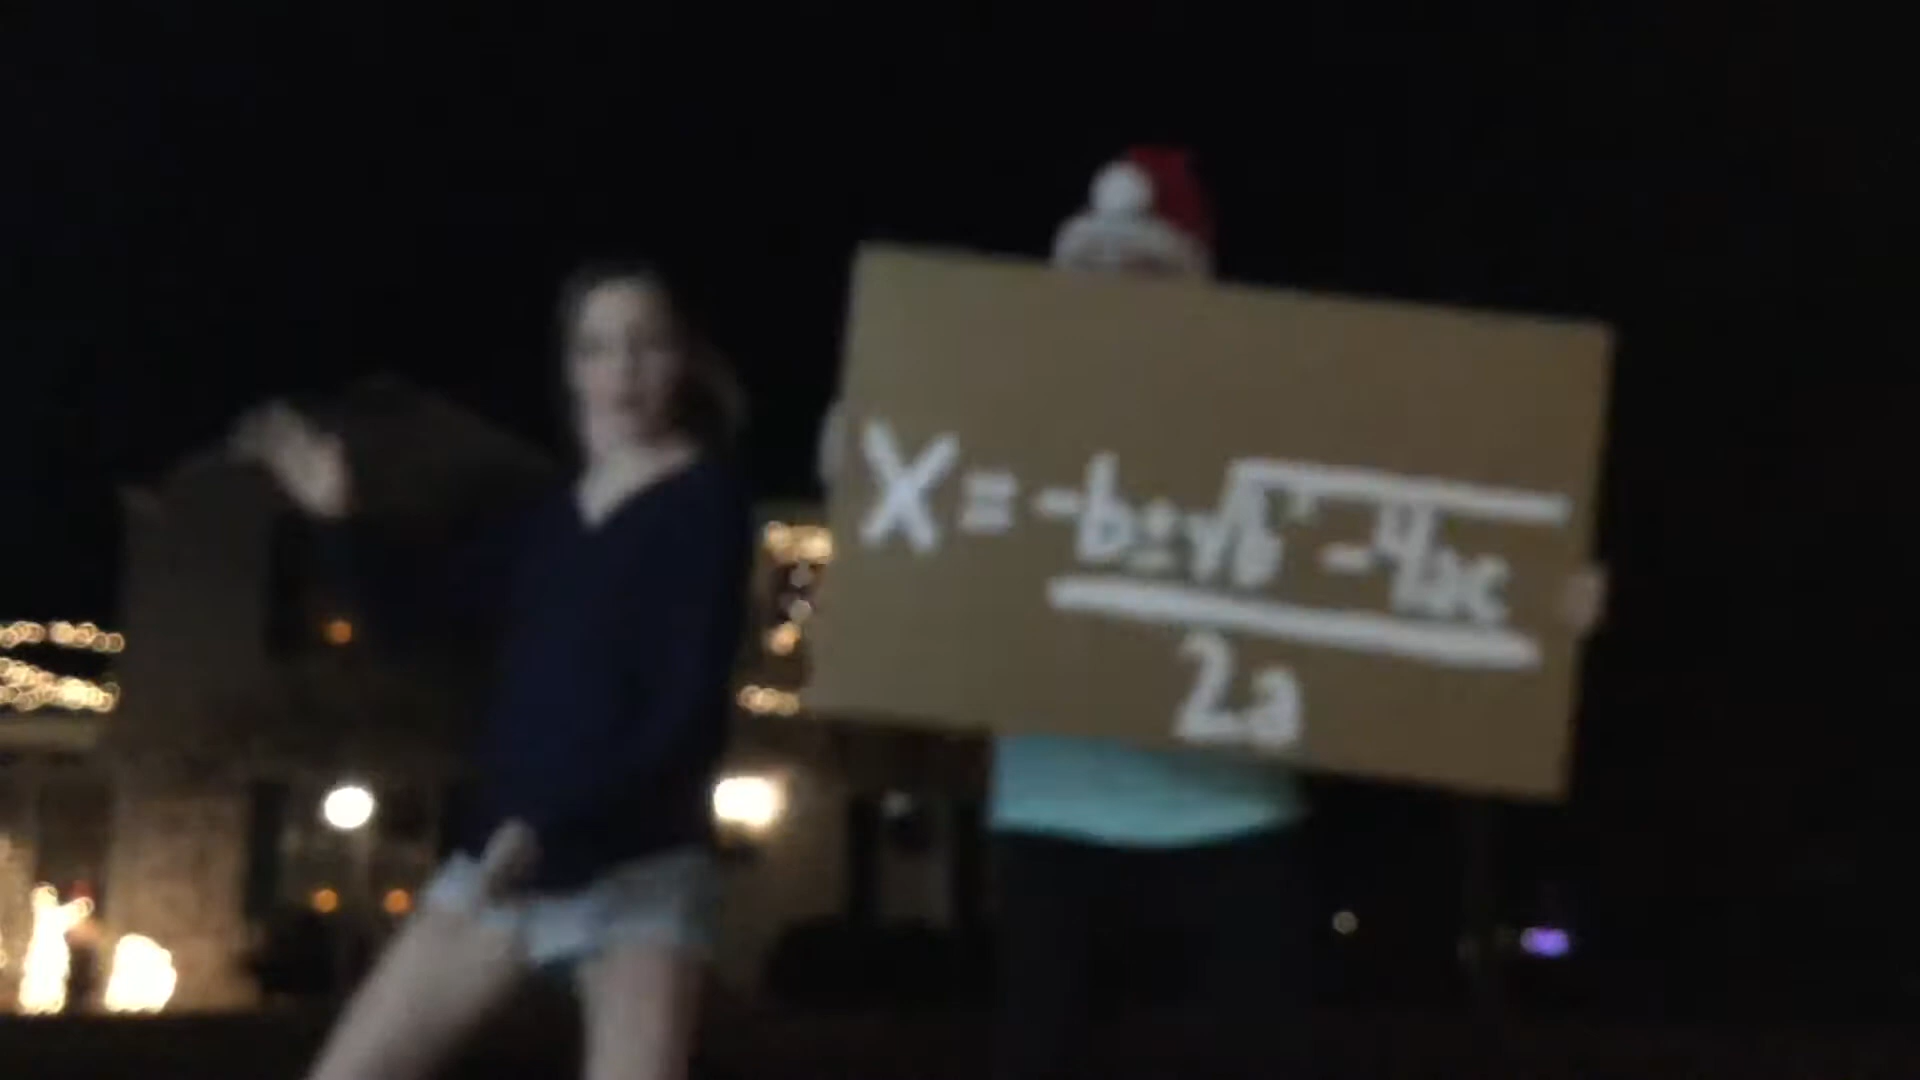 X = -b±√b² -4ac
2a